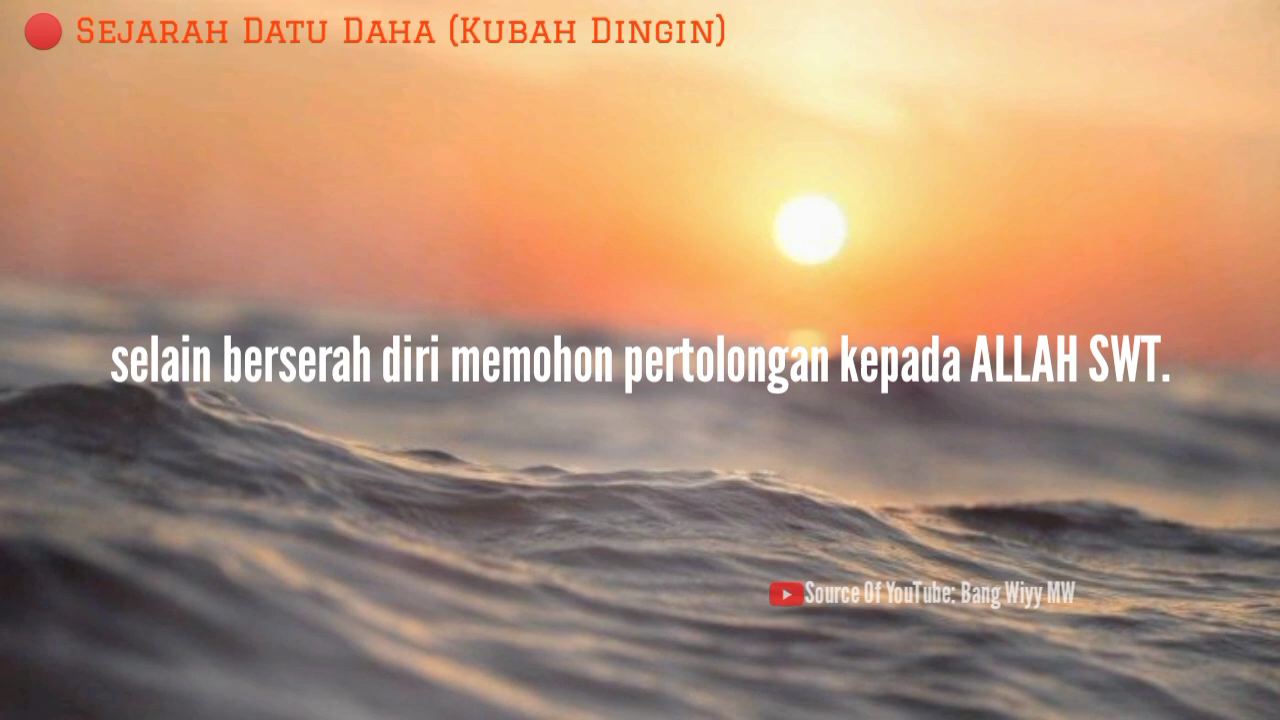 Sejarah Datu Daha (Kubah Dingin)
selain berserah diri memohon pertolongan kepada ALLAH SWT.
Source Of YouTube: Bang Wiyy MW